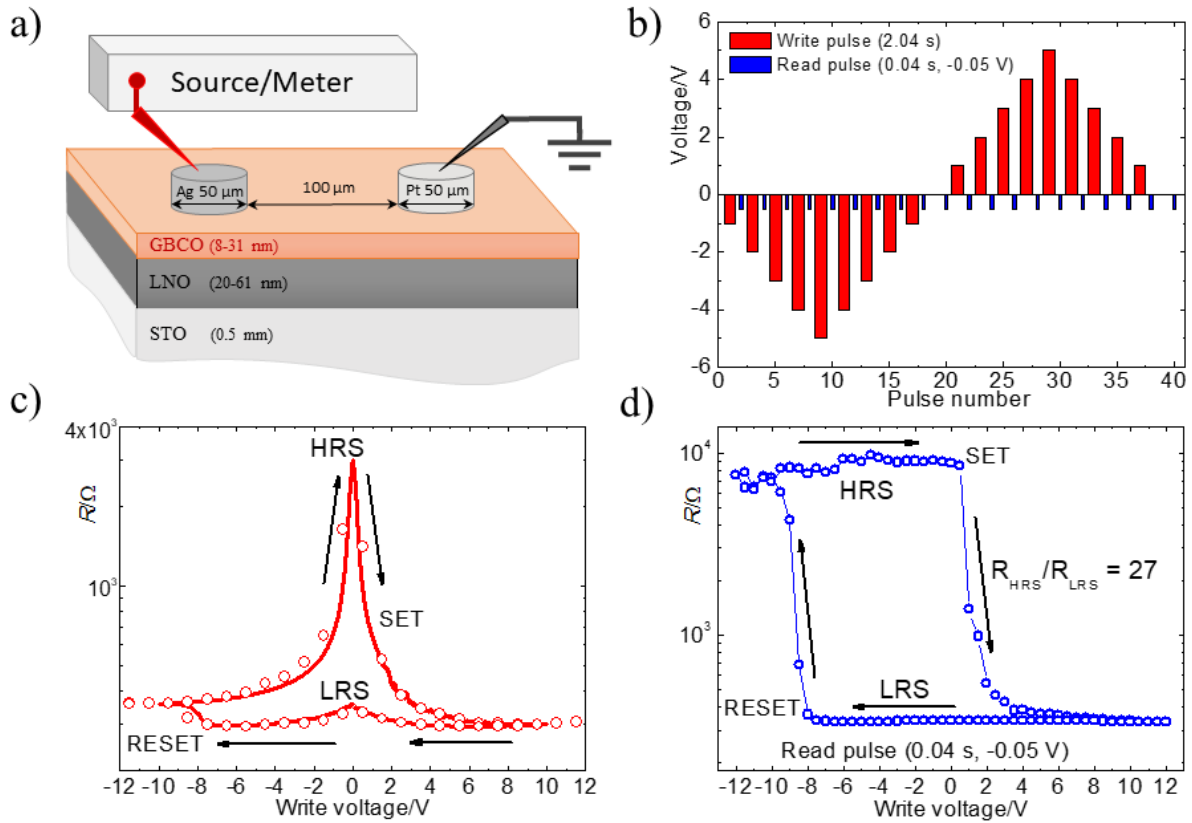 a)
Source/Meter
Ag 50 μm
100 μm
Pt 50 μm
GBCO (8-31 nm)
LNO (20-61 nm)
STO (0.5 mm)
b)
Write pulse (2.04 s)
Read pulse (0.04 s, -0.05 V)
Voltage/V
4
2
0
-2
-4
-6
0 5 10 15 20 25 30 35 40
Pulse number
c)
4x10³
HRS
R/Ω
10³
SET
LRS
RESET
-12 -10 -8 -6 -4 -2 0 2 4 6 8 10 12
Write voltage/V
d)
10⁴
SET
HRS
R/Ω
R_HRS/R_LRS = 27
10³
LRS
RESET
Read pulse (0.04 s, -0.05 V)
-12 -10 -8 -6 -4 -2 0 2 4 6 8 10 12
Write voltage/V